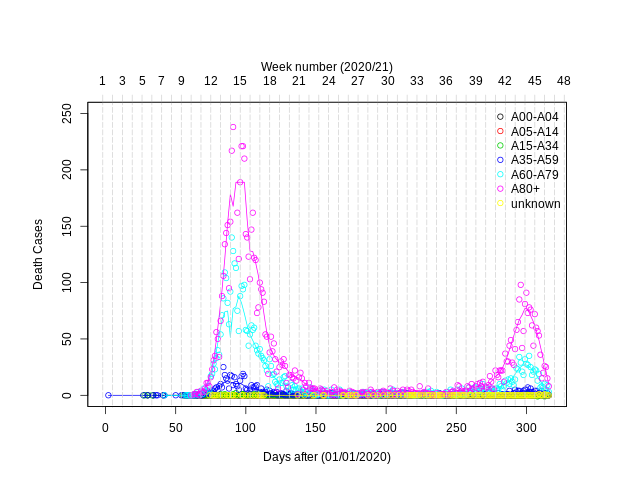 Week number (2020/21)
1 3 5 7 9 12 15 18 21 24 27 30 33 36 39 42 45 48
250
200
150
100
50
0
Death Cases
A00-A04
A05-A14
A15-A34
A35-A59
A60-A79
A80+
unknown
0 50 100 150 200 250 300
Days after (01/01/2020)